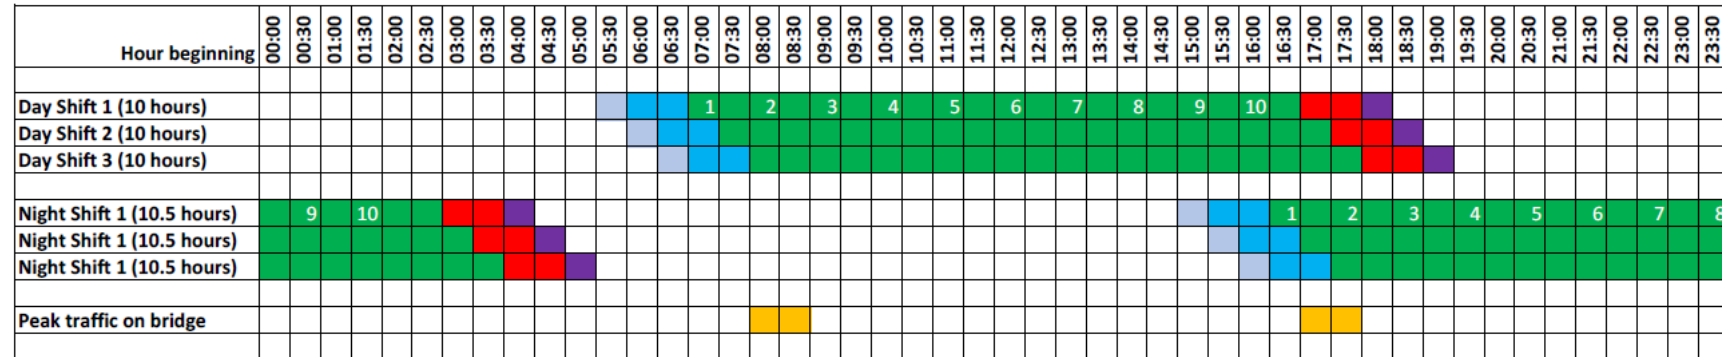 Hour beginning 00:00 00:30 01:00 01:30 02:00 02:30 03:00 03:30 04:00 04:30 05:00 05:30 06:00 06:30 07:00 07:30 08:00 08:30 09:00 09:30 10:00 10:30 11:00 11:30 12:00 12:30 13:00 13:30 14:00 14:30 15:00 15:30 16:00 16:30 17:00 17:30 18:00 18:30 19:00 19:30 20:00 20:30 21:00 21:30 22:00 22:30 23:00 23:30
Day Shift 1 (10 hours) 1 2 3 4 5 6 7 8 9 10
Day Shift 2 (10 hours)
Day Shift 3 (10 hours)
Night Shift 1 (10.5 hours) 9 10 1 2 3 4 5 6 7 8
Night Shift 1 (10.5 hours)
Night Shift 1 (10.5 hours)
Peak traffic on bridge